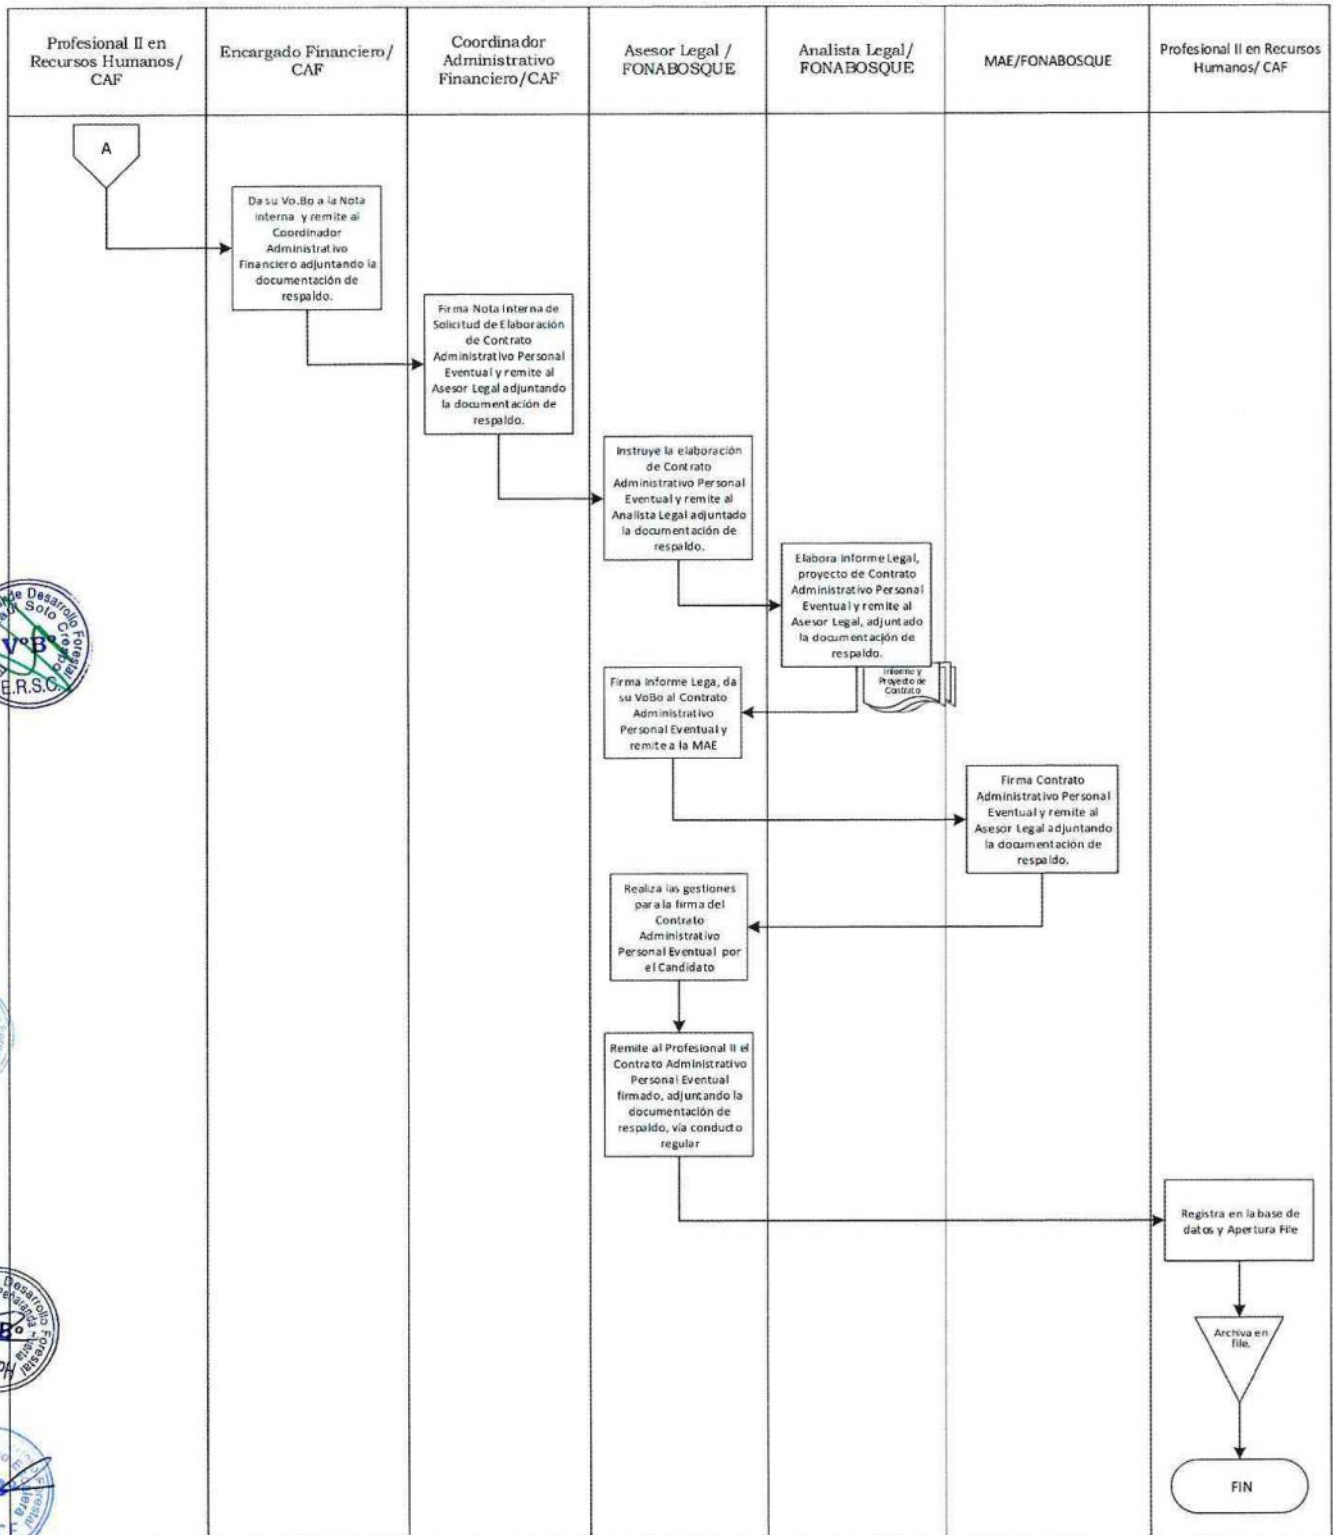 Profesional II en
Recursos Humanos/
CAF
Encargado Financiero/
CAF
Coordinador
Administrativo
Financiero/CAF
Asesor Legal /
FONABOSQUE
Analista Legal/
FONABOSQUE
MAE/FONABOSQUE
Profesional II en Recursos
Humanos/ CAF
A
Da su Vo.Bo a la Nota
interna y remite al
Coordinador
Administrativo
Financiero adjuntando la
documentación de
respaldo.
Firma Nota Interna de
Solicitud de Elaboración
de Contrato
Administrativo Personal
Eventual y remite al
Asesor Legal adjuntando
la documentación de
respaldo.
Instruye la elaboración
de Contrato
Administrativo Personal
Eventual y remite al
Analista Legal adjuntado
la documentación de
respaldo.
Elabora Informe Legal,
proyecto de Contrato
Administrativo Personal
Eventual y remite al
Asesor Legal, adjuntado
la documentación de
respaldo.
Informe y
Proyecto de
Contrato
Firma Informe Lega, da
su VoBo al Contrato
Administrativo
Personal Eventual y
remite a la MAE
Firma Contrato
Administrativo Personal
Eventual y remite al
Asesor Legal adjuntando
la documentación de
respaldo.
Realiza las gestiones
para la firma del
Contrato
Administrativo
Personal Eventual por
el Candidato
Remite al Profesional II el
Contrato Administrativo
Personal Eventual
firmado, adjuntando la
documentación de
respaldo, vía conducto
regular
Registra en la base de
datos y Apertura File
Archiva en
file.
FIN
de Desarrollo Forestal
Soto Crespo
V°B°
E.R.S.C.
Desarrollo Forestal
Peñaranda